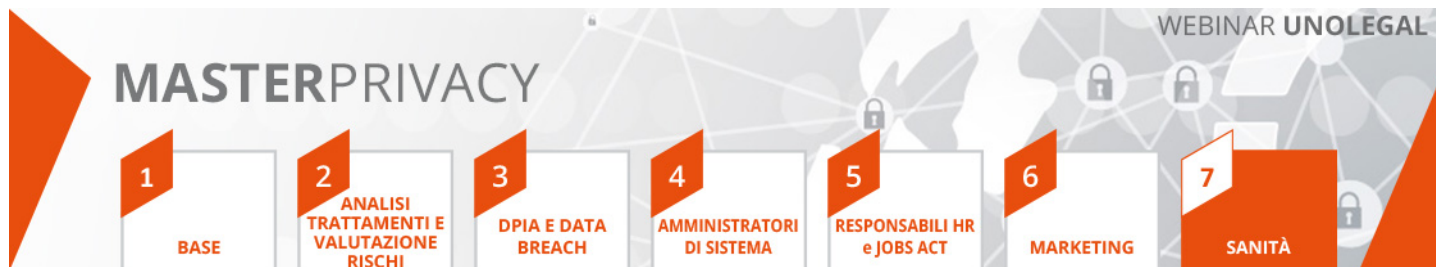 WEBINAR UNOLEGAL
MASTERPRIVACY
1
BASE
2
ANALISI
TRATTAMENTI E
VALUTAZIONE
RISCHI
3
DPIA E DATA
BREACH
4
AMMINISTRATORI
DI SISTEMA
5
RESPONSABILI HR
e JOBS ACT
6
MARKETING
7
SANITÀ